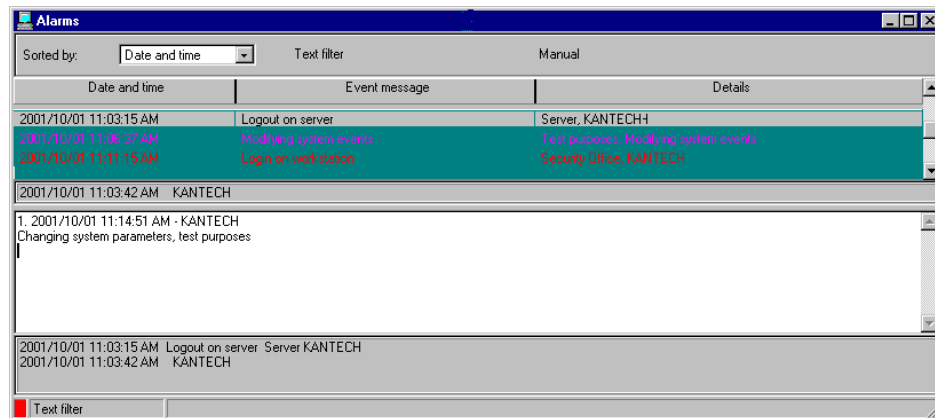 Alarms
Sorted by: Date and time Text filter Manual
Date and time Event message Details
2001/10/01 11:03:15 AM Logout on server Server, KANTECH
2001/10/01 11:06:37 AM Modifying system events Test purposes, Modifying system events
2001/10/01 11:11:15 AM Login on workstation Security Office, KANTECH
2001/10/01 11:03:42 AM KANTECH
1. 2001/10/01 11:14:51 AM - KANTECH
Changing system parameters, test purposes
2001/10/01 11:03:15 AM Logout on server Server KANTECH
2001/10/01 11:03:42 AM KANTECH
Text filter